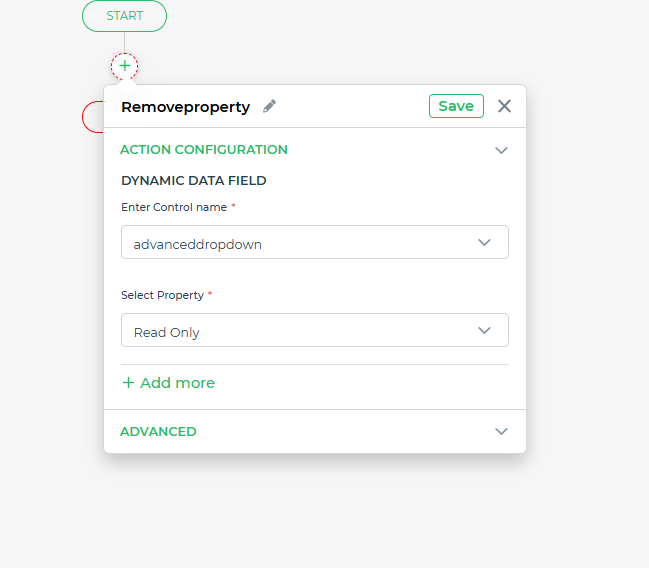 START
Removeproperty
Save
ACTION CONFIGURATION
DYNAMIC DATA FIELD
Enter Control name *
advanceddropdown
Select Property *
Read Only
+ Add more
ADVANCED